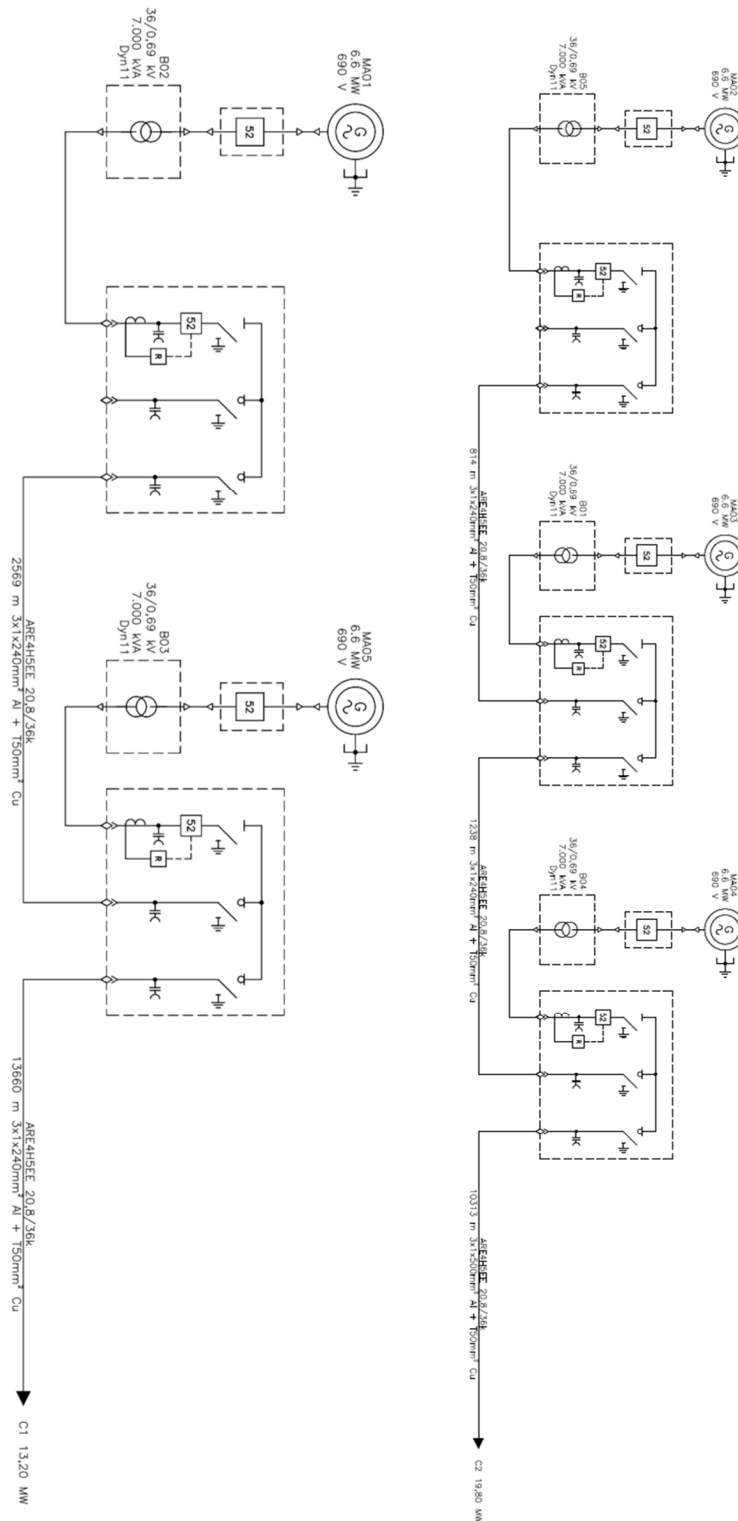 MA01
6.6 MW
690 V
G
52
B02
36/0,69 kV
7.000 kVA
Dyn11
52
R
ARE4H5EE 20,8/36k
2569 m 3x1x240mm² Al + T50mm² Cu
MA05
6.6 MW
690 V
G
52
B03
36/0,69 kV
7.000 kVA
Dyn11
52
R
ARE4H5EE 20,8/36k
13660 m 3x1x240mm² Al + T50mm² Cu
C1 13,20 MW
MA02
6.6 MW
690 V
G
52
B05
36/0,69 kV
7.000 kVA
Dyn11
52
R
ARE4H5EE 20,8/36k
814 m 3x1x240mm² Al + T50mm² Cu
MA03
6.6 MW
690 V
G
52
B01
36/0,69 kV
7.000 kVA
Dyn11
52
R
ARE4H5EE 20,8/36k
1238 m 3x1x240mm² Al + T50mm² Cu
MA04
6.6 MW
690 V
G
52
B04
36/0,69 kV
7.000 kVA
Dyn11
52
R
ARE4H5EE 20,8/36k
10313 m 3x1x500mm² Al + T50mm² Cu
C2 19,80 MW